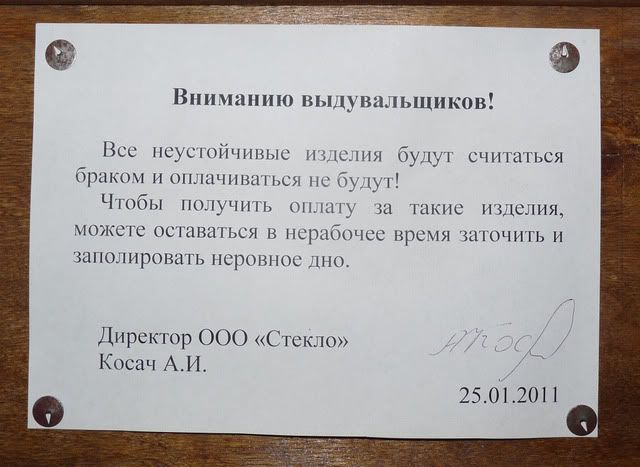 Вниманию выдувальщиков!
Все неустойчивые изделия будут считаться
браком и оплачиваться не будут!
Чтобы получить оплату за такие изделия,
можете оставаться в нерабочее время заточить и
заполировать неровное дно.
Директор ООО «Стекло»
Косач А.И.
25.01.2011